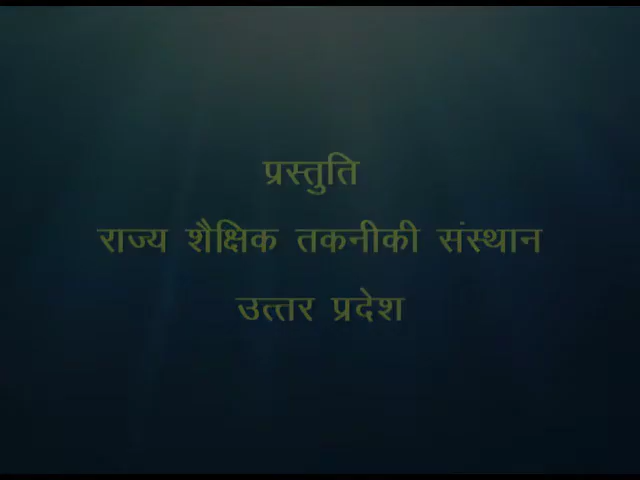 प्रस्तुति
राज्य शैक्षिक तकनीकी संस्थान
उत्तर प्रदेश